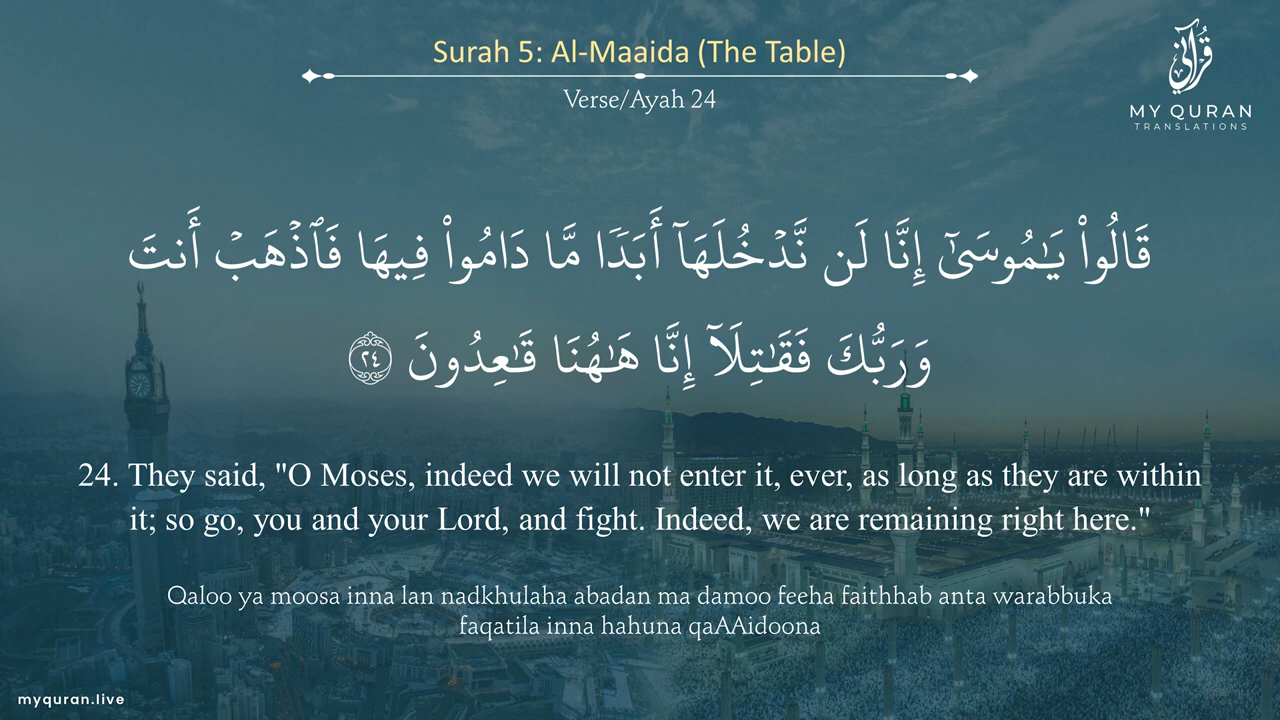 Surah 5: Al-Maaida (The Table)
Verse/Ayah 24
قرآني
MY QURAN
TRANSLATIONS
قَالُوا۟ يَـٰمُوسَىٰٓ إِنَّا لَن نَّدْخُلَهَآ أَبَدًا مَّا دَامُوا۟ فِيهَا فَٱذْهَبْ أَنتَ
وَرَبُّكَ فَقَـٰتِلَآ إِنَّا هَـٰهُنَا قَـٰعِدُونَ ٢٤
24. They said, "O Moses, indeed we will not enter it, ever, as long as they are within
it; so go, you and your Lord, and fight. Indeed, we are remaining right here."
Qaloo ya moosa inna lan nadkhulaha abadan ma damoo feeha faithhab anta warabbuka
faqatila inna hahuna qaAAidoona
myquran.live